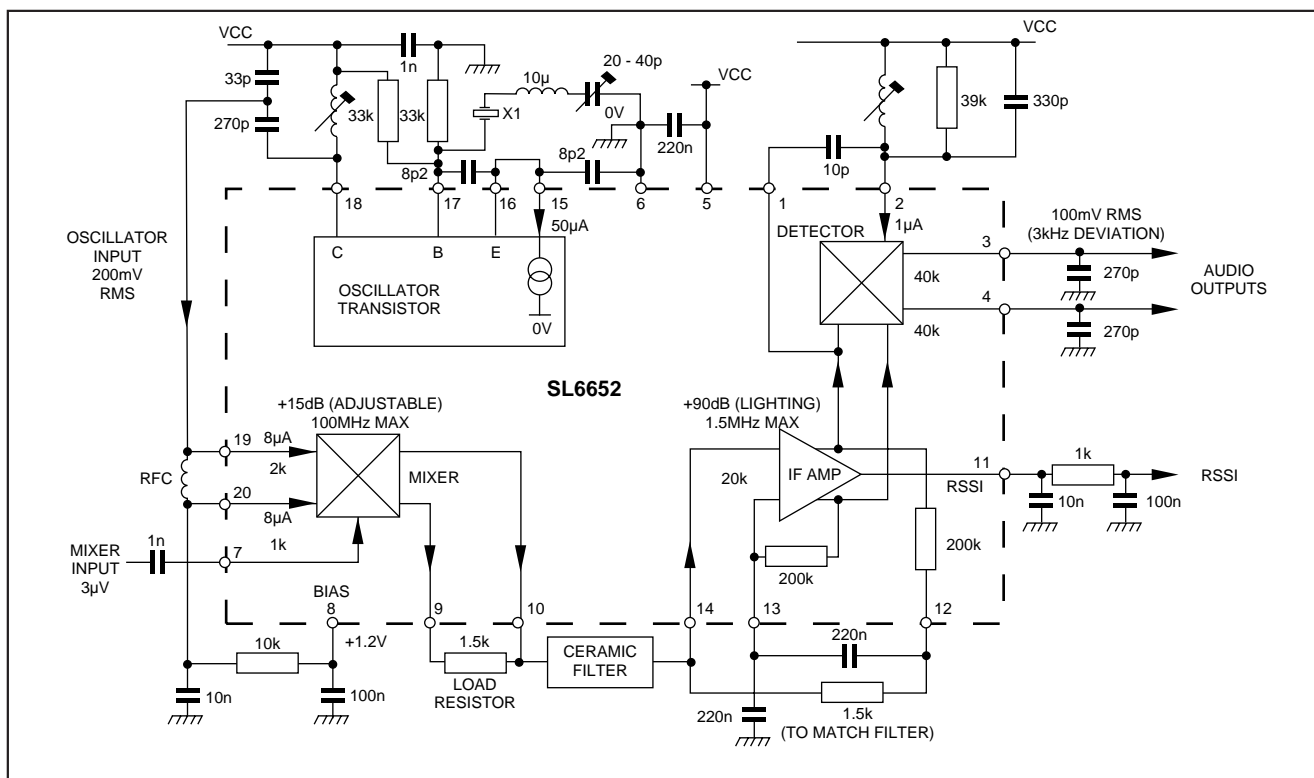 VCC
1n
33p
270p
33k
33k
10µ
20 - 40p
X1
0V
VCC
220n
8p2
8p2
VCC
39k
330p
10p
18
17
16
15
6
5
1
2
50µA
1µA
C
B
E
OSCILLATOR
TRANSISTOR
0V
OSCILLATOR
INPUT
200mV
RMS
DETECTOR
40k
40k
3
4
100mV RMS
(3kHz DEVIATION)
270p
270p
AUDIO
OUTPUTS
SL6652
+15dB (ADJUSTABLE)
100MHz MAX
19
8µA
2k
MIXER
RFC
20
8µA
1n
7
1k
MIXER
INPUT
3µV
+90dB (LIGHTING)
1.5MHz MAX
20k
IF AMP
11
RSSI
1k
RSSI
10n
100n
200k
200k
BIAS
8
+1.2V
9
10
14
13
12
10k
10n
100n
1.5k
LOAD
RESISTOR
CERAMIC
FILTER
220n
220n
1.5k
(TO MATCH FILTER)